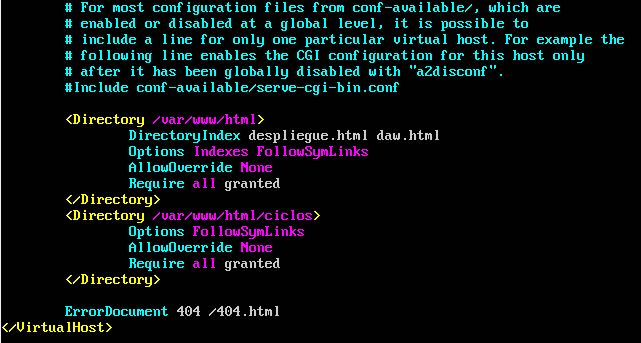 # For most configuration files from conf-available/, which are
# enabled or disabled at a global level, it is possible to
# include a line for only one particular virtual host. For example the
# following line enables the CGI configuration for this host only
# after it has been globally disabled with "a2disconf".
#Include conf-available/serve-cgi-bin.conf
<Directory /var/www/html>
DirectoryIndex despliegue.html daw.html
Options Indexes FollowSymLinks
AllowOverride None
Require all granted
</Directory>
<Directory /var/www/html/ciclos>
Options FollowSymLinks
AllowOverride None
Require all granted
</Directory>
ErrorDocument 404 /404.html
</VirtualHost>